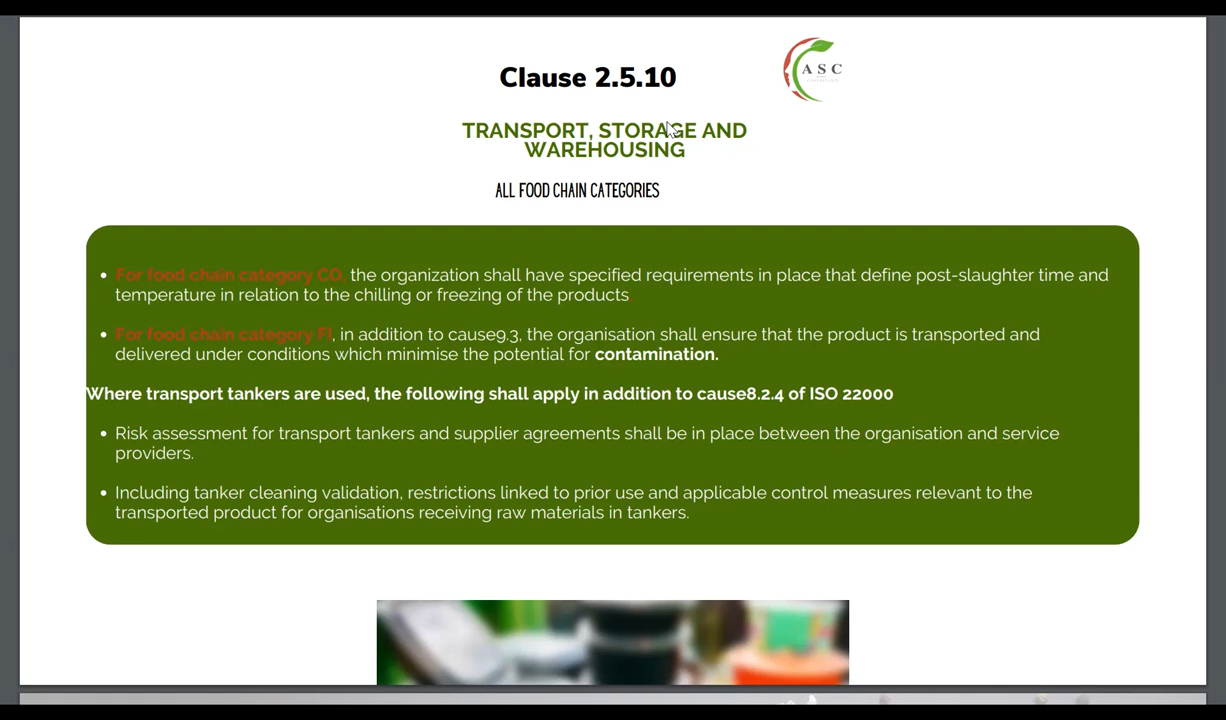 Clause 2.5.10
ASC
TRANSPORT, STORAGE AND
WAREHOUSING
ALL FOOD CHAIN CATEGORIES
• For food chain category CO, the organization shall have specified requirements in place that define post-slaughter time and
temperature in relation to the chilling or freezing of the products
• For food chain category FI, in addition to cause9.3, the organisation shall ensure that the product is transported and
delivered under conditions which minimise the potential for contamination.
Where transport tankers are used, the following shall apply in addition to cause8.2.4 of ISO 22000
• Risk assessment for transport tankers and supplier agreements shall be in place between the organisation and service
providers.
• Including tanker cleaning validation, restrictions linked to prior use and applicable control measures relevant to the
transported product for organisations receiving raw materials in tankers.